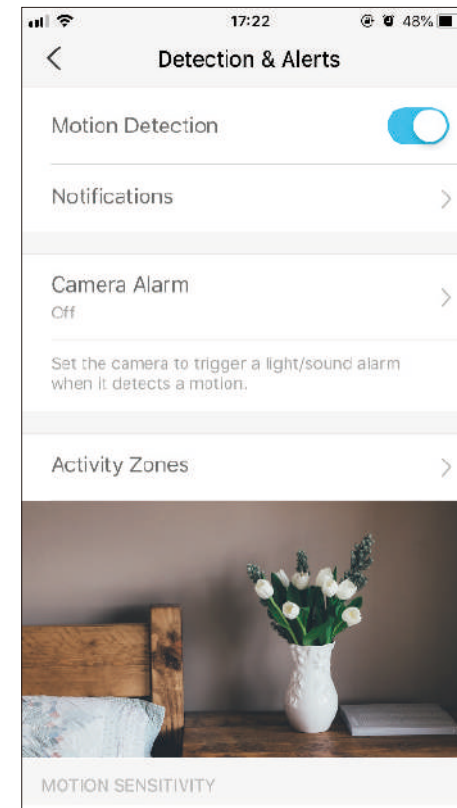 17:22
48%
Detection & Alerts
Motion Detection
Notifications
Camera Alarm
Off
Set the camera to trigger a light/sound alarm
when it detects a motion.
Activity Zones
MOTION SENSITIVITY